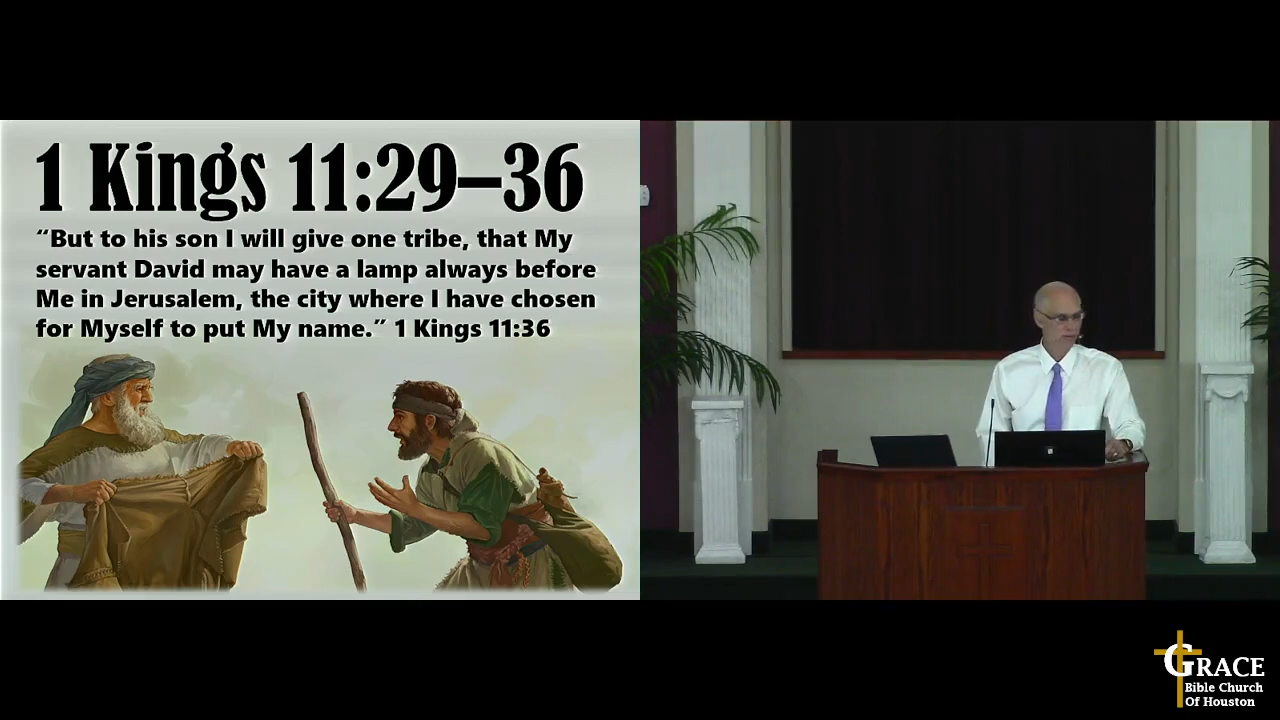 1 Kings 11:29–36
“But to his son I will give one tribe, that My
servant David may have a lamp always before
Me in Jerusalem, the city where I have chosen
for Myself to put My name.” 1 Kings 11:36
GRACE
Bible Church
Of Houston